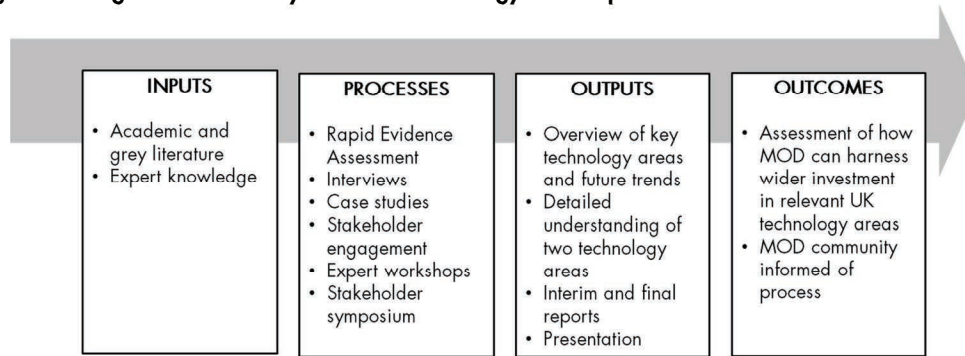 INPUTS
• Academic and
grey literature
• Expert knowledge
PROCESSES
• Rapid Evidence
Assessment
• Interviews
• Case studies
• Stakeholder
engagement
• Expert workshops
• Stakeholder
symposium
OUTPUTS
• Overview of key
technology areas
and future trends
• Detailed
understanding of
two technology
areas
• Interim and final
reports
• Presentation
OUTCOMES
• Assessment of how
MOD can harness
wider investment
in relevant UK
technology areas
• MOD community
informed of
process